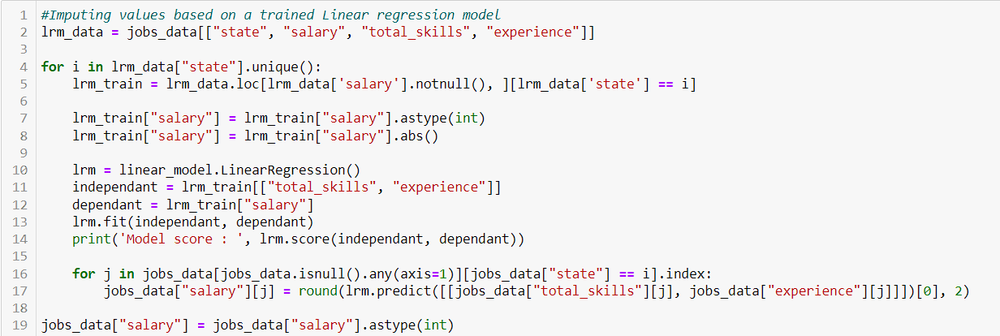 1 #Imputing values based on a trained Linear regression model
2 lrm_data = jobs_data[["state", "salary", "total_skills", "experience"]]
3
4 for i in lrm_data["state"].unique():
5     lrm_train = lrm_data.loc[lrm_data['salary'].notnull(), ][lrm_data['state'] == i]
6
7     lrm_train["salary"] = lrm_train["salary"].astype(int)
8     lrm_train["salary"] = lrm_train["salary"].abs()
9
10     lrm = linear_model.LinearRegression()
11     independant = lrm_train[["total_skills", "experience"]]
12     dependant = lrm_train["salary"]
13     lrm.fit(independant, dependant)
14     print('Model score : ', lrm.score(independant, dependant))
15
16     for j in jobs_data[jobs_data.isnull().any(axis=1)][jobs_data["state"] == i].index:
17         jobs_data["salary"][j] = round(lrm.predict([[jobs_data["total_skills"][j], jobs_data["experience"][j]]])[0], 2)
18
19 jobs_data["salary"] = jobs_data["salary"].astype(int)